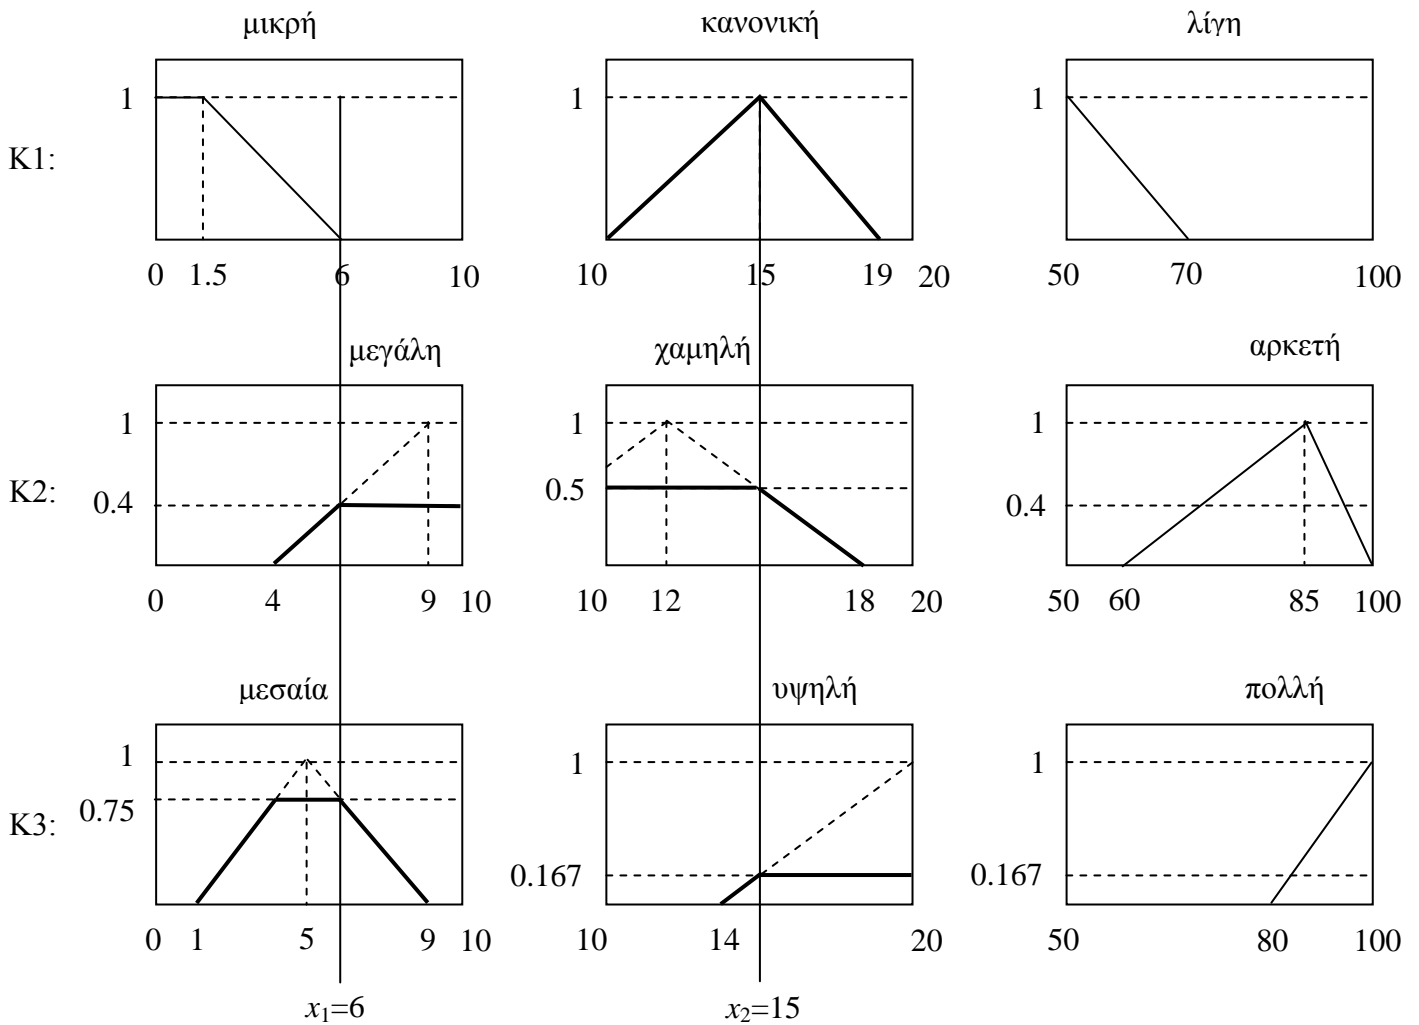 μικρή κανονική λίγη
1 1 1
K1:
0 1.5 6 10 10 15 19 20 50 70 100
μεγάλη χαμηλή αρκετή
1 1 1
K2: 0.4 0.5 0.4
0 4 9 10 10 12 18 20 50 60 85 100
μεσαία υψηλή πολλή
1 1 1
0.75
K3:
0.167 0.167
0 1 5 9 10 10 14 20 50 80 100
x₁=6 x₂=15